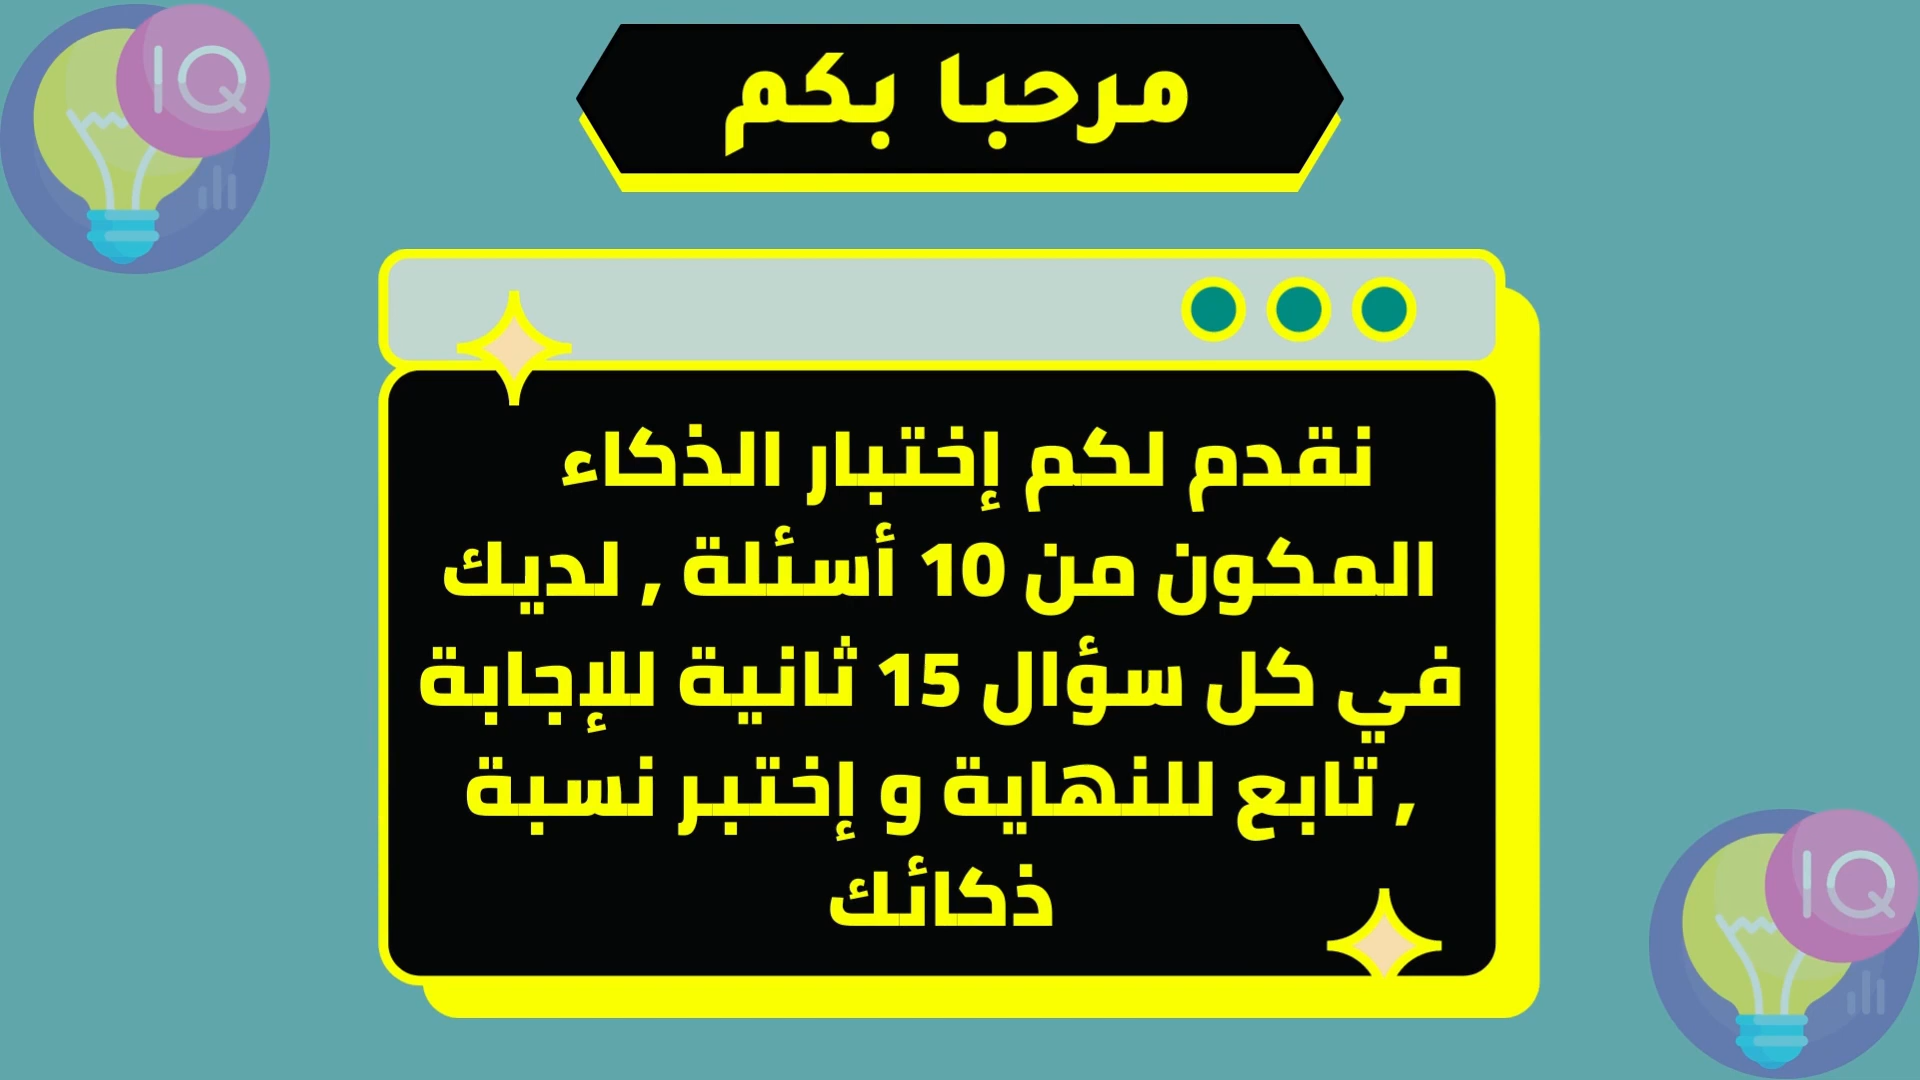 IQ
مرحبا بكم
نقدم لكم إختبار الذكاء
المكون من 10 أسئلة , لديك
في كل سؤال 15 ثانية للإجابة
, تابع للنهاية و إختبر نسبة
ذكائك
IQ